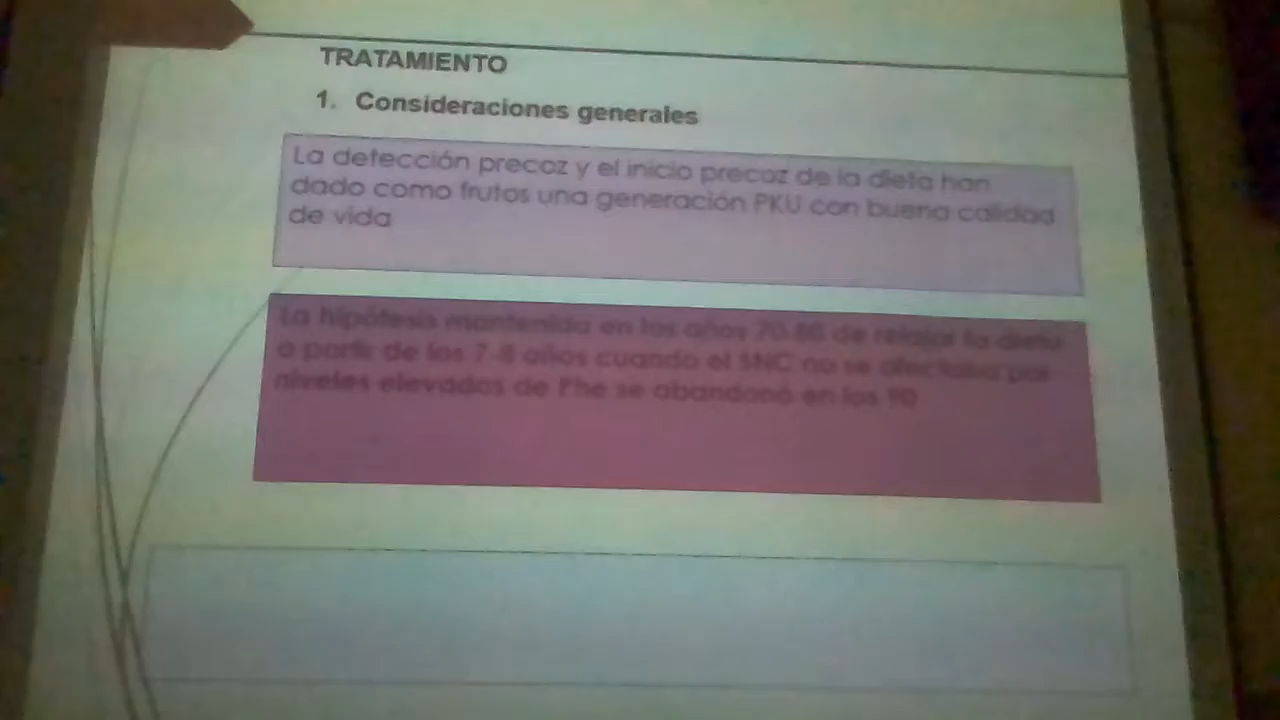 TRATAMIENTO
1. Consideraciones generales
La detección precoz y el inicio precoz de la dieta han
dado como frutos una generación PKU con buena calidad
de vida
La hipótesis mantenida en los años 70-80 de relajar la dieta
a partir de los 7-8 años cuando el SNC no se afectaba por
niveles elevados de Phe se abandonó en los 90